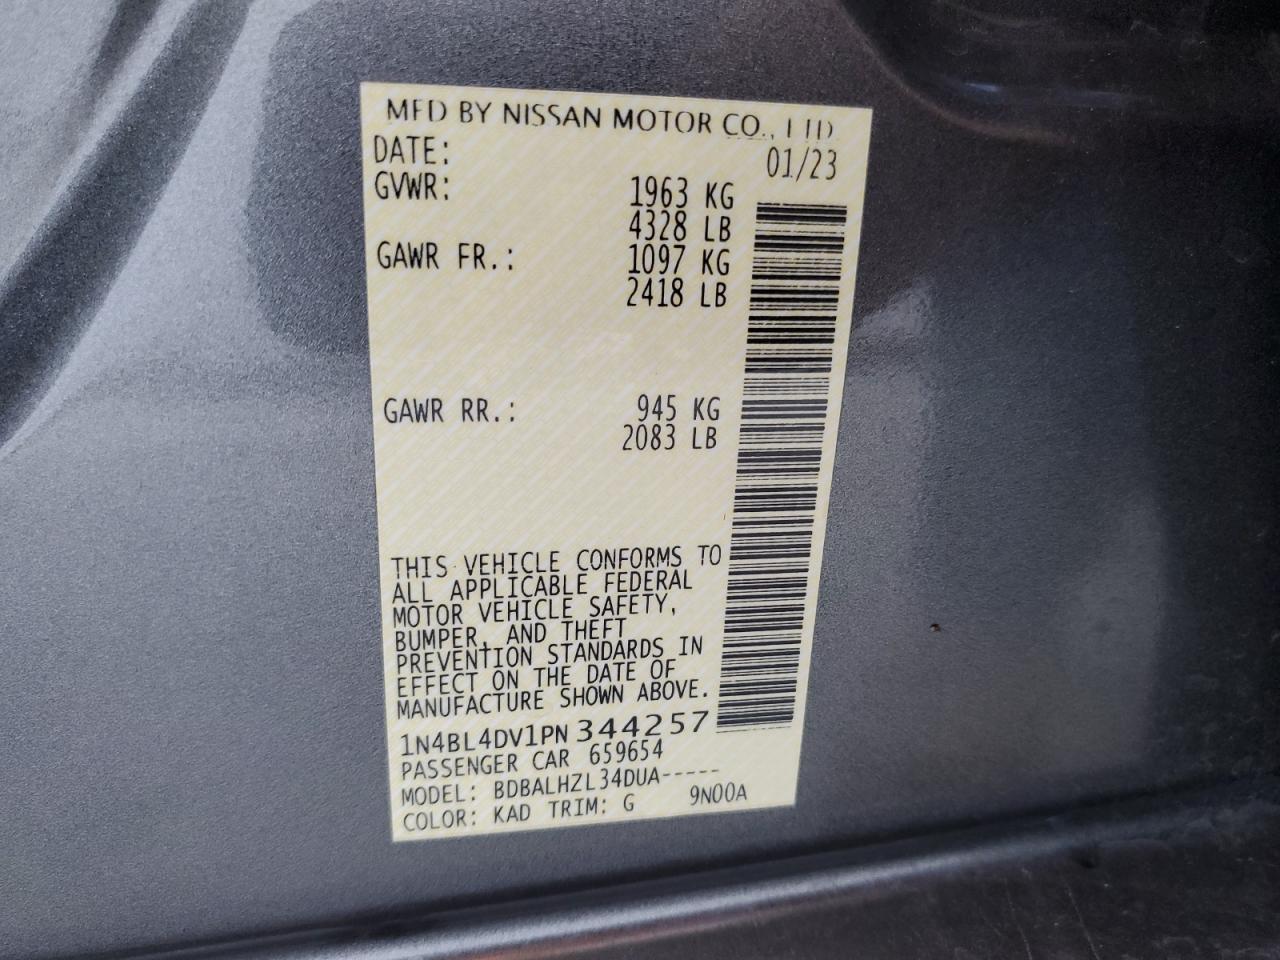 MFD BY NISSAN MOTOR CO., LTD
DATE: 01/23
GVWR: 1963 KG
4328 LB
GAWR FR.: 1097 KG
2418 LB
GAWR RR.: 945 KG
2083 LB
THIS VEHICLE CONFORMS TO
ALL APPLICABLE FEDERAL
MOTOR VEHICLE SAFETY,
BUMPER, AND THEFT
PREVENTION STANDARDS IN
EFFECT ON THE DATE OF
MANUFACTURE SHOWN ABOVE.
1N4BL4DV1PN344257
PASSENGER CAR 659654
MODEL: BDBALHZL34DUA-----
COLOR: KAD TRIM: G 9N00A